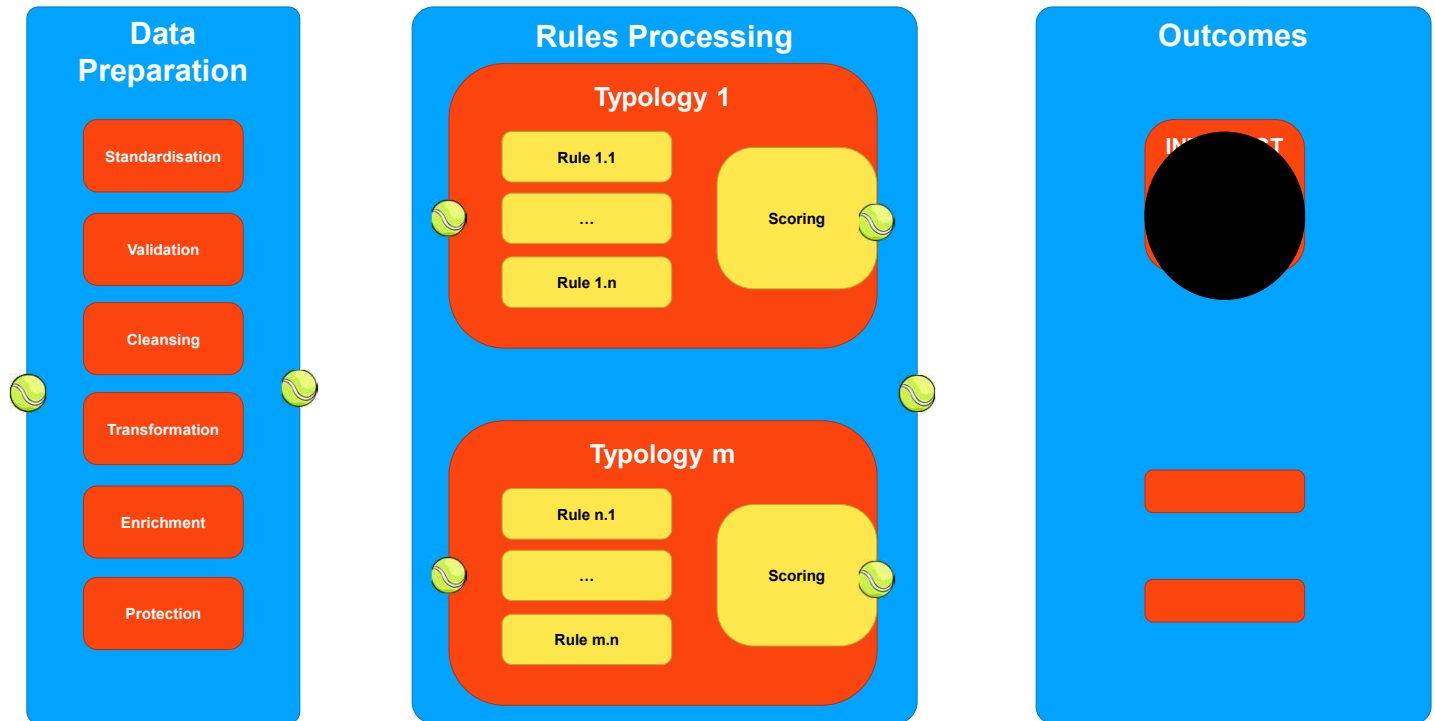 Data
Preparation
Standardisation
Validation
Cleansing
Transformation
Enrichment
Protection
Rules Processing
Typology 1
Rule 1.1
...
Rule 1.n
Scoring
Typology m
Rule n.1
...
Rule m.n
Scoring
Outcomes